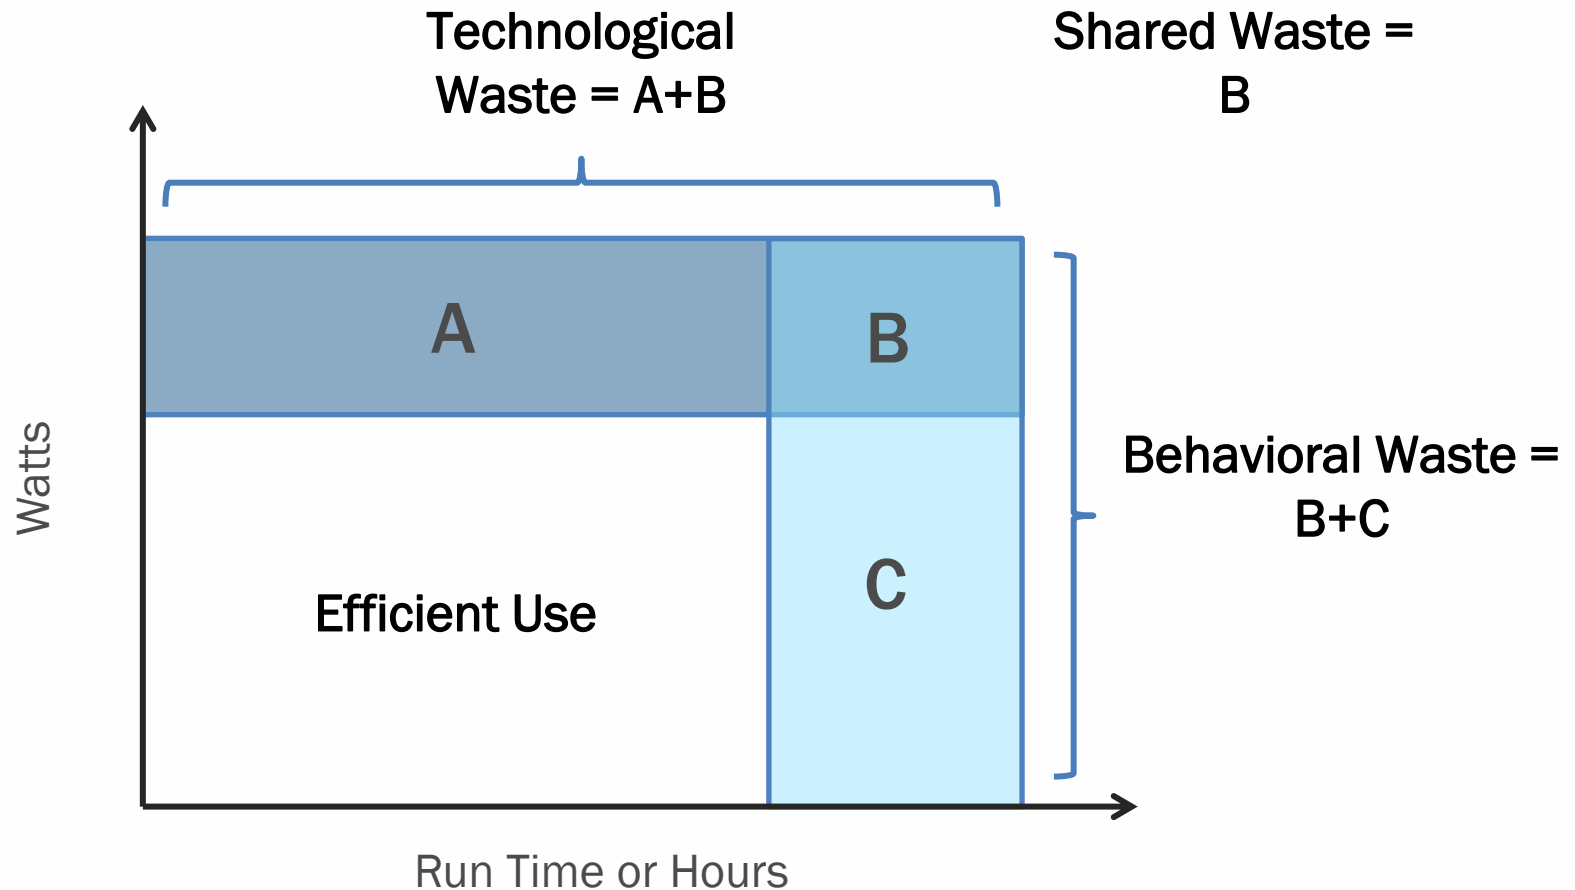 Technological
Waste = A+B
Shared Waste =
B
A
B
Watts
Behavioral Waste =
B+C
C
Efficient Use
Run Time or Hours